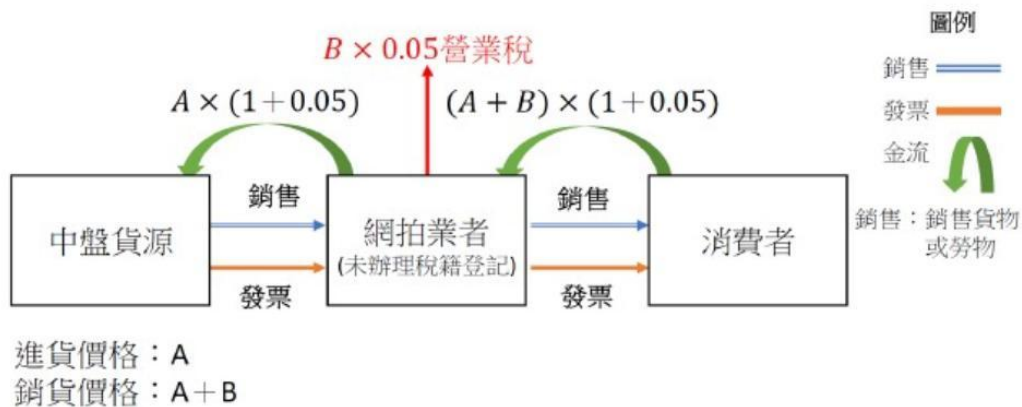 圖例
銷售
發票
金流
銷售：銷售貨物
或勞物
B × 0.05營業稅
A × (1 + 0.05)
(A + B) × (1 + 0.05)
中盤貨源
銷售
發票
網拍業者
(未辦理稅籍登記)
銷售
發票
消費者
進貨價格：A
銷貨價格：A＋B